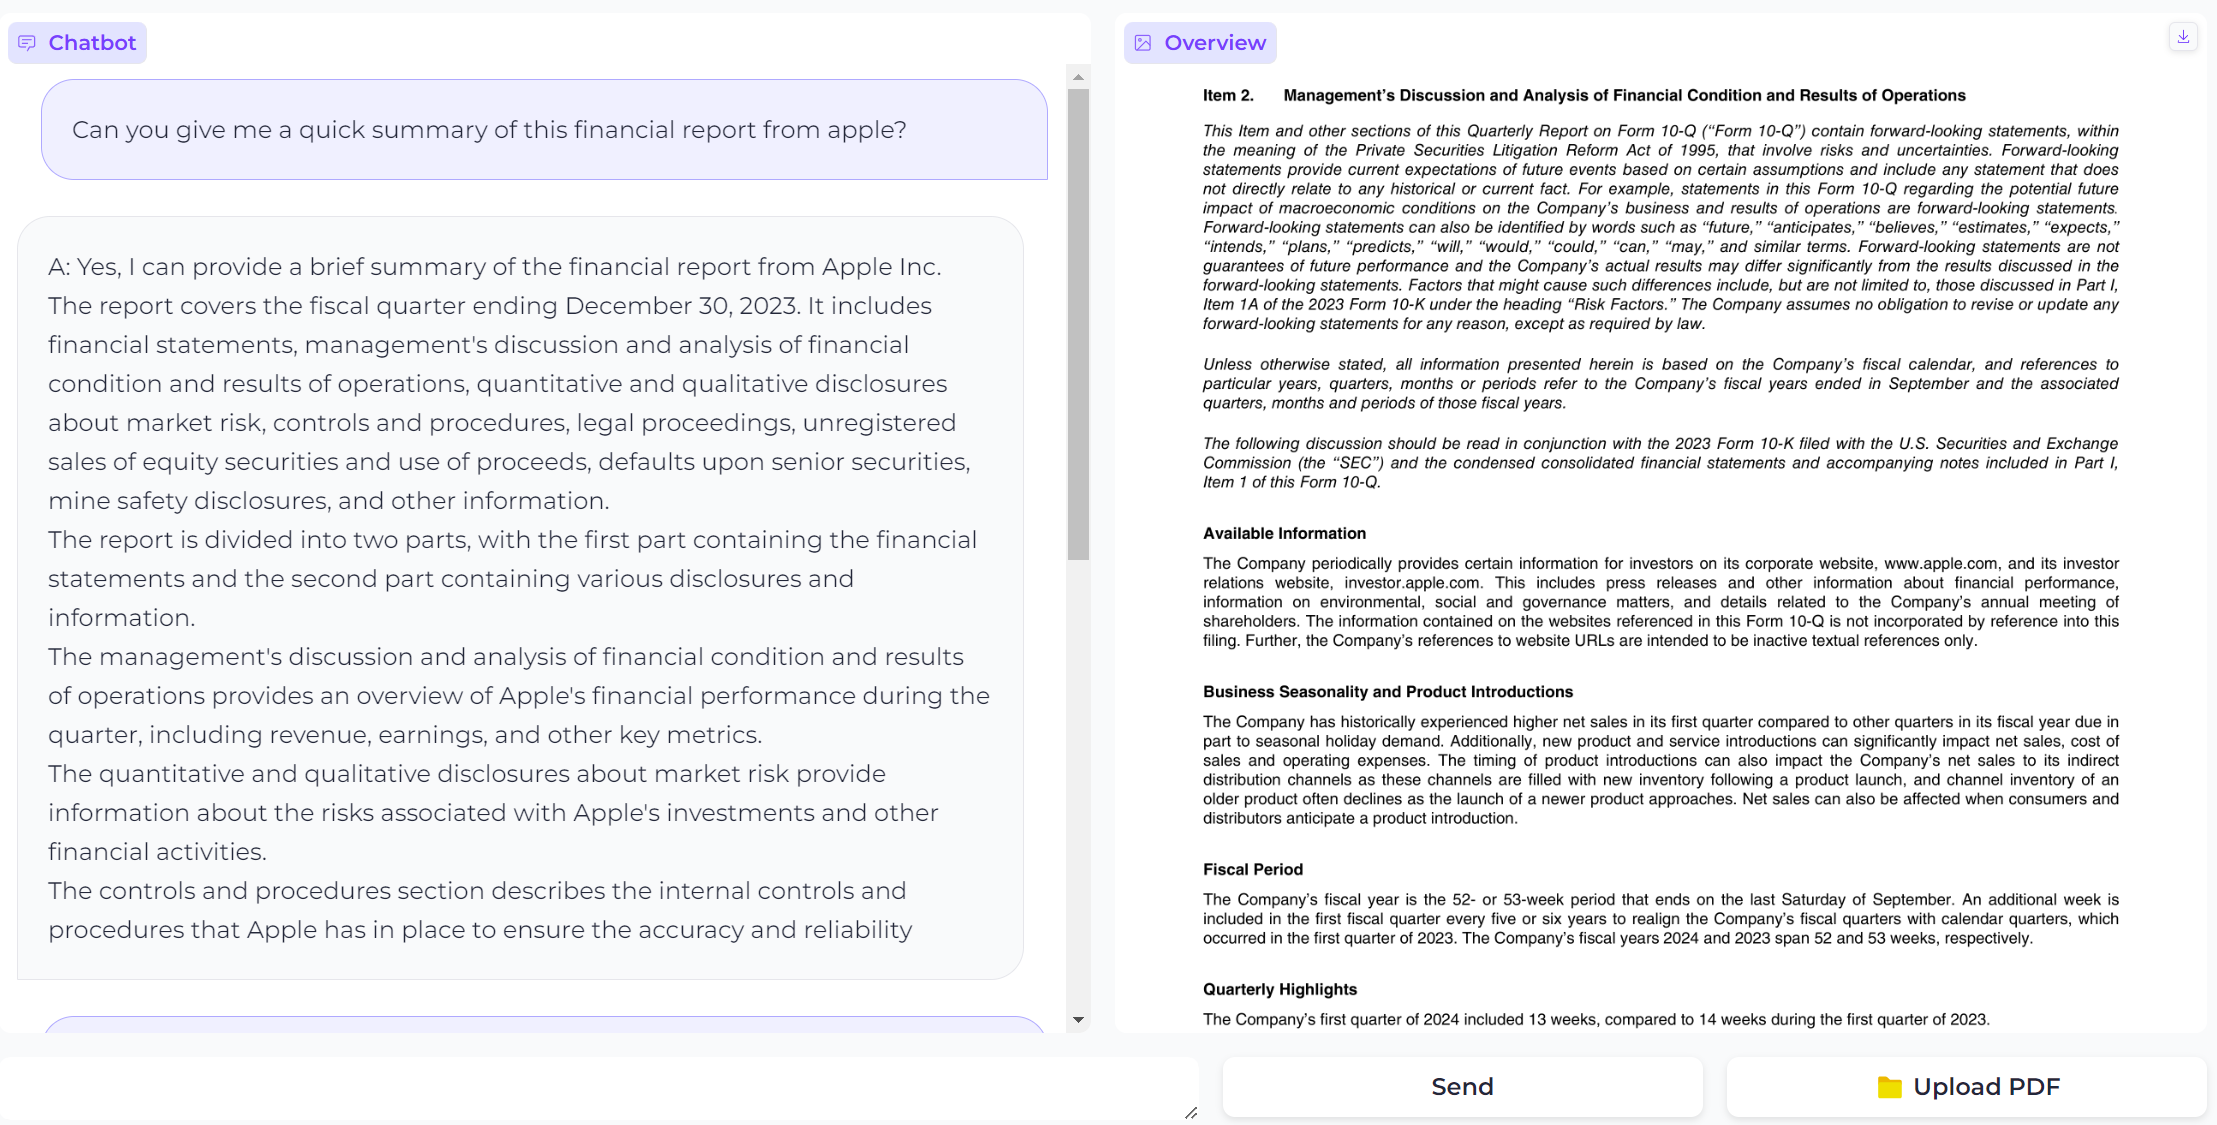 Chatbot
Can you give me a quick summary of this financial report from apple?
A: Yes, I can provide a brief summary of the financial report from Apple Inc.
The report covers the fiscal quarter ending December 30, 2023. It includes
financial statements, management's discussion and analysis of financial
condition and results of operations, quantitative and qualitative disclosures
about market risk, controls and procedures, legal proceedings, unregistered
sales of equity securities and use of proceeds, defaults upon senior securities,
mine safety disclosures, and other information.
The report is divided into two parts, with the first part containing the financial
statements and the second part containing various disclosures and
information.
The management's discussion and analysis of financial condition and results
of operations provides an overview of Apple's financial performance during the
quarter, including revenue, earnings, and other key metrics.
The quantitative and qualitative disclosures about market risk provide
information about the risks associated with Apple's investments and other
financial activities.
The controls and procedures section describes the internal controls and
procedures that Apple has in place to ensure the accuracy and reliability
Overview
Item 2. Management’s Discussion and Analysis of Financial Condition and Results of Operations
This Item and other sections of this Quarterly Report on Form 10-Q (“Form 10-Q”) contain forward-looking statements, within
the meaning of the Private Securities Litigation Reform Act of 1995, that involve risks and uncertainties. Forward-looking
statements provide current expectations of future events based on certain assumptions and include any statement that does
not directly relate to any historical or current fact. For example, statements in this Form 10-Q regarding the potential future
impact of macroeconomic conditions on the Company’s business and results of operations are forward-looking statements.
Forward-looking statements can also be identified by words such as “future,” “anticipates,” “believes,” “estimates,” “expects,”
“intends,” “plans,” “predicts,” “will,” “would,” “could,” “can,” “may,” and similar terms. Forward-looking statements are not
guarantees of future performance and the Company’s actual results may differ significantly from the results discussed in the
forward-looking statements. Factors that might cause such differences include, but are not limited to, those discussed in Part I,
Item 1A of the 2023 Form 10-K under the heading “Risk Factors.” The Company assumes no obligation to revise or update any
forward-looking statements for any reason, except as required by law.
Unless otherwise stated, all information presented herein is based on the Company’s fiscal calendar, and references to
particular years, quarters, months or periods refer to the Company’s fiscal years ended in September and the associated
quarters, months and periods of those fiscal years.
The following discussion should be read in conjunction with the 2023 Form 10-K filed with the U.S. Securities and Exchange
Commission (the “SEC”) and the condensed consolidated financial statements and accompanying notes included in Part I,
Item 1 of this Form 10-Q.
Available Information
The Company periodically provides certain information for investors on its corporate website, www.apple.com, and its investor
relations website, investor.apple.com. This includes press releases and other information about financial performance,
information on environmental, social and governance matters, and details related to the Company’s annual meeting of
shareholders. The information contained on the websites referenced in this Form 10-Q is not incorporated by reference into this
filing. Further, the Company’s references to website URLs are intended to be inactive textual references only.
Business Seasonality and Product Introductions
The Company has historically experienced higher net sales in its first quarter compared to other quarters in its fiscal year due in
part to seasonal holiday demand. Additionally, new product and service introductions can significantly impact net sales, cost of
sales and operating expenses. The timing of product introductions can also impact the Company’s net sales to its indirect
distribution channels as these channels are filled with new inventory following a product launch, and channel inventory of an
older product often declines as the launch of a newer product approaches. Net sales can also be affected when consumers and
distributors anticipate a product introduction.
Fiscal Period
The Company’s fiscal year is the 52- or 53-week period that ends on the last Saturday of September. An additional week is
included in the first fiscal quarter every five or six years to realign the Company’s fiscal quarters with calendar quarters, which
occurred in the first quarter of 2023. The Company’s fiscal years 2024 and 2023 span 52 and 53 weeks, respectively.
Quarterly Highlights
The Company’s first quarter of 2024 included 13 weeks, compared to 14 weeks during the first quarter of 2023.
Send
Upload PDF